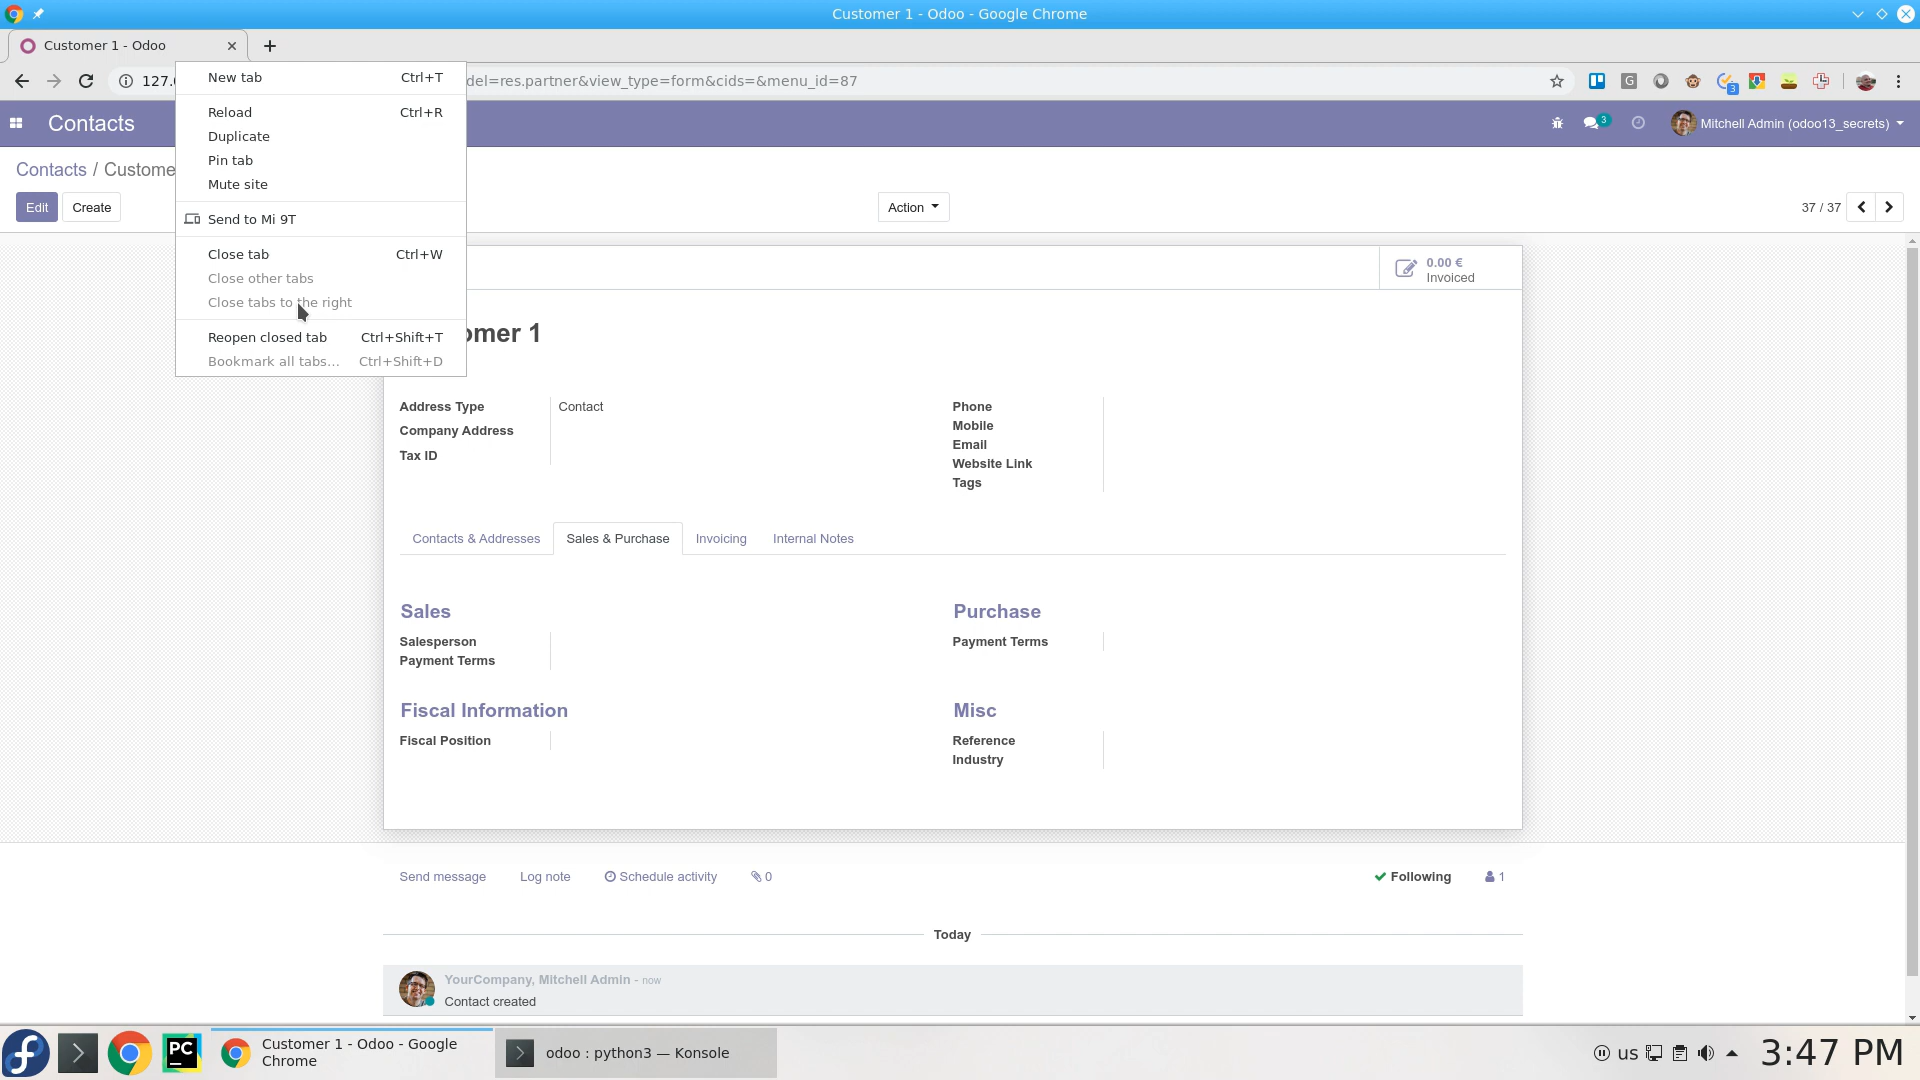 Customer 1 - Odoo - Google Chrome
Customer 1 - Odoo
127.
del=res.partner&view_type=form&cids=&menu_id=87
3
New tab Ctrl+T
Reload Ctrl+R
Duplicate
Pin tab
Mute site
Send to Mi 9T
Close tab Ctrl+W
Close other tabs
Close tabs to the right
Reopen closed tab Ctrl+Shift+T
Bookmark all tabs... Ctrl+Shift+D
Contacts
3
Mitchell Admin (odoo13_secrets)
Contacts / Custome
Edit Create
Action
37 / 37
0.00 €
Invoiced
omer 1
Address Type Contact
Company Address
Tax ID
Phone
Mobile
Email
Website Link
Tags
Contacts & Addresses Sales & Purchase Invoicing Internal Notes
Sales
Salesperson
Payment Terms
Purchase
Payment Terms
Fiscal Information
Fiscal Position
Misc
Reference
Industry
Send message Log note Schedule activity 0
Following 1
Today
YourCompany, Mitchell Admin - now
Contact created
PC
Customer 1 - Odoo - Google
Chrome
odoo : python3 — Konsole
us
3:47 PM